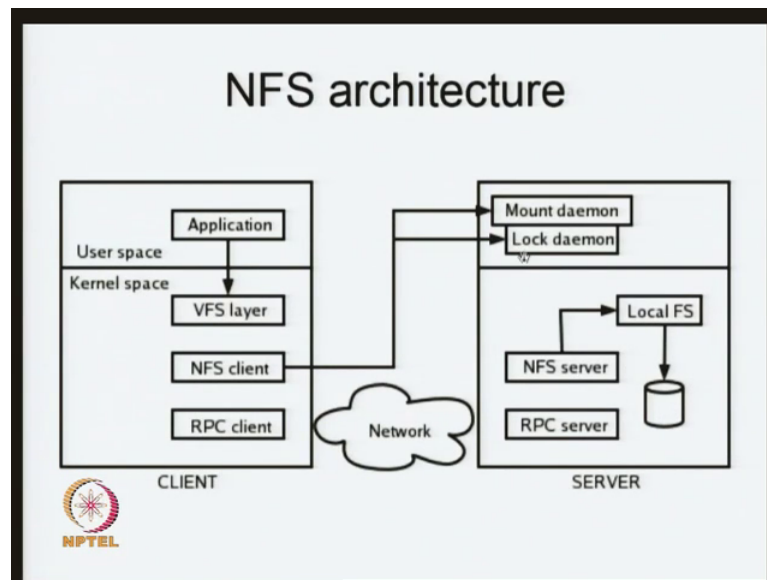 NFS architecture
Application
User space
Kernel space
VFS layer
NFS client
RPC client
CLIENT
Network
Mount daemon
Lock daemon
Local FS
NFS server
RPC server
SERVER
NPTEL